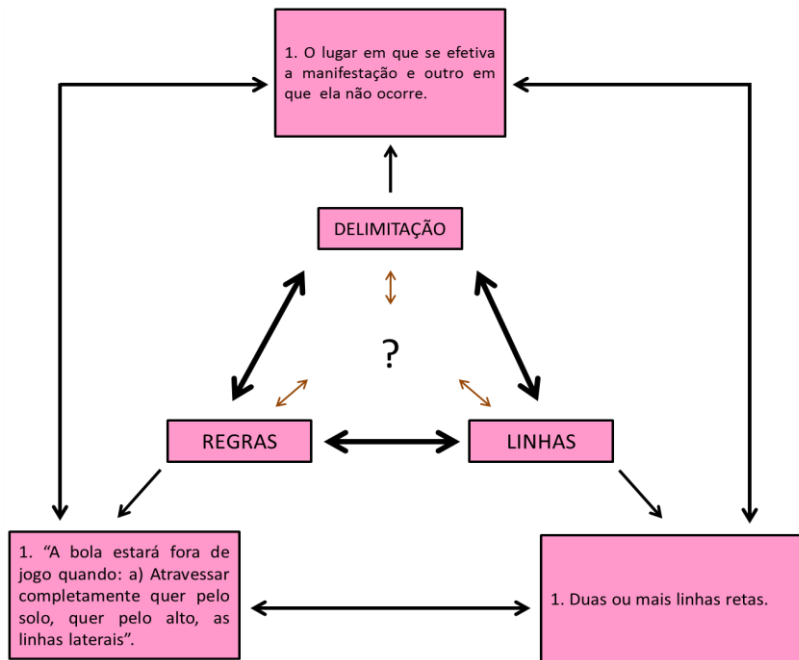 1. O lugar em que se efetiva
a manifestação e outro em
que ela não ocorre.
DELIMITAÇÃO
?
REGRAS
LINHAS
1. “A bola estará fora de
jogo quando: a) Atravessar
completamente quer pelo
solo, quer pelo alto, as
linhas laterais”.
1. Duas ou mais linhas retas.